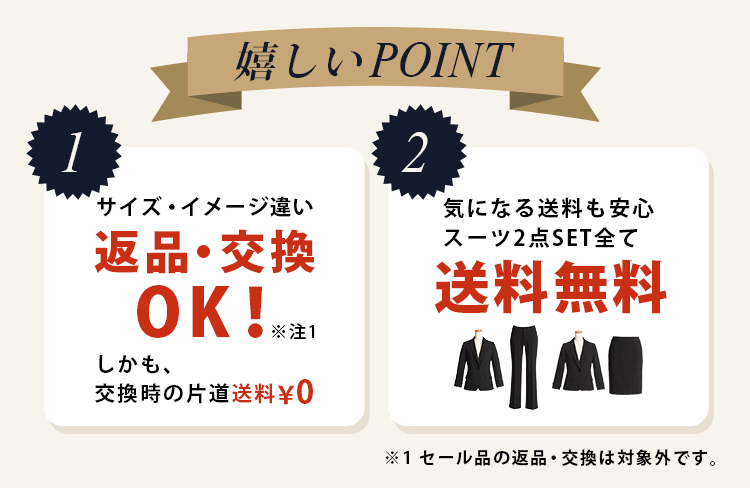 嬉しいPOINT
1
サイズ・イメージ違い
返品・交換
OK!※注1
しかも、
交換時の片道送料¥0
2
気になる送料も安心
スーツ2点SET全て
送料無料
※1 セール品の返品・交換は対象外です。